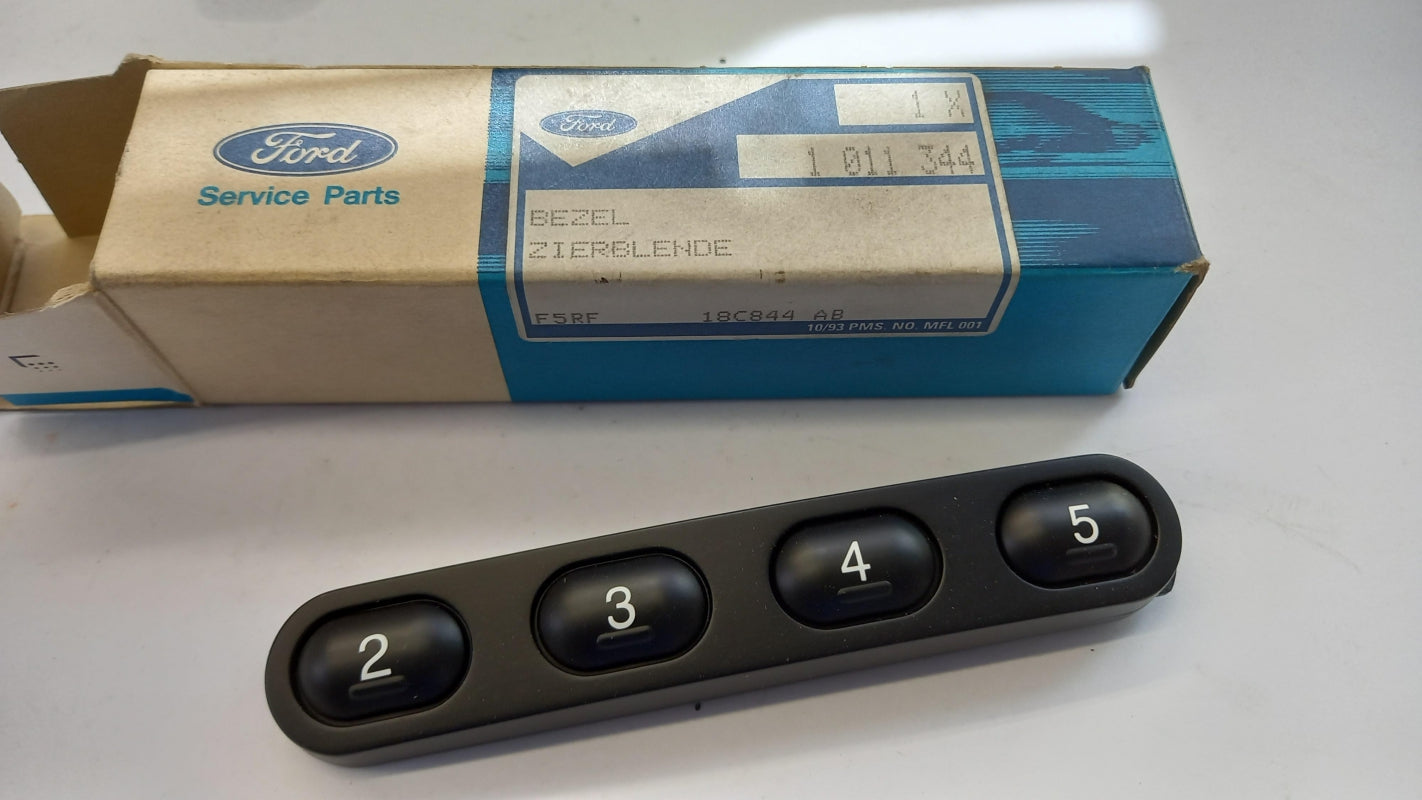 Ford
Service Parts
Ford
1 X
1 011 344
BEZEL
ZIERBLENDE
F5RF 18C844 AB
10/93 PMS. NO. MFL 001
2
3
4
5